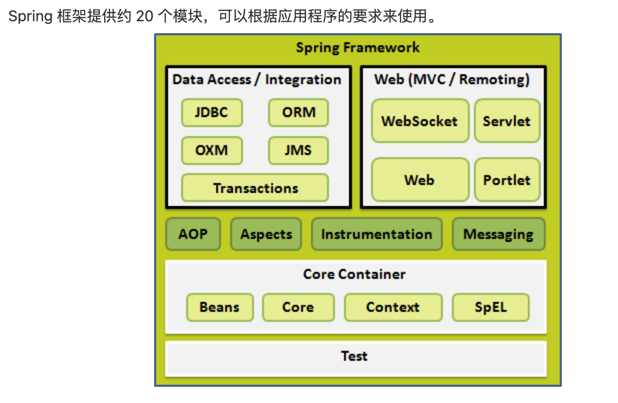 Spring 框架提供约 20 个模块，可以根据应用程序的要求来使用。
Spring Framework
Data Access / Integration
JDBC
ORM
OXM
JMS
Transactions
Web (MVC / Remoting)
WebSocket
Servlet
Web
Portlet
AOP
Aspects
Instrumentation
Messaging
Core Container
Beans
Core
Context
SpEL
Test